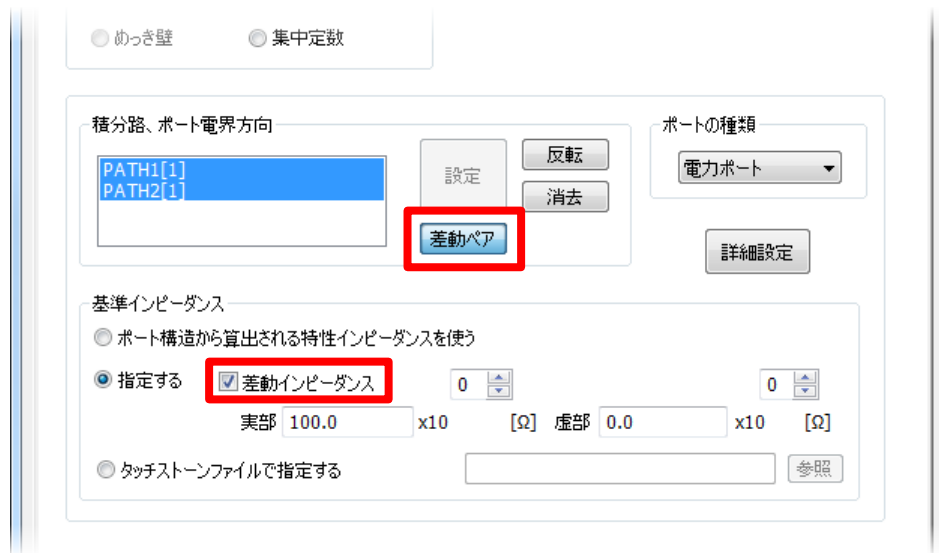 めっき壁 集中定数
積分路、ポート電界方向 ポートの種類
PATH1[1]
PATH2[1]
設定 反転
消去
差動ペア
電力ポート
詳細設定
基準インピーダンス
ポート構造から算出される特性インピーダンスを使う
指定する 差動インピーダンス 0 0
実部 100.0 x10 [Ω] 虚部 0.0 x10 [Ω]
タッチストーンファイルで指定する 参照